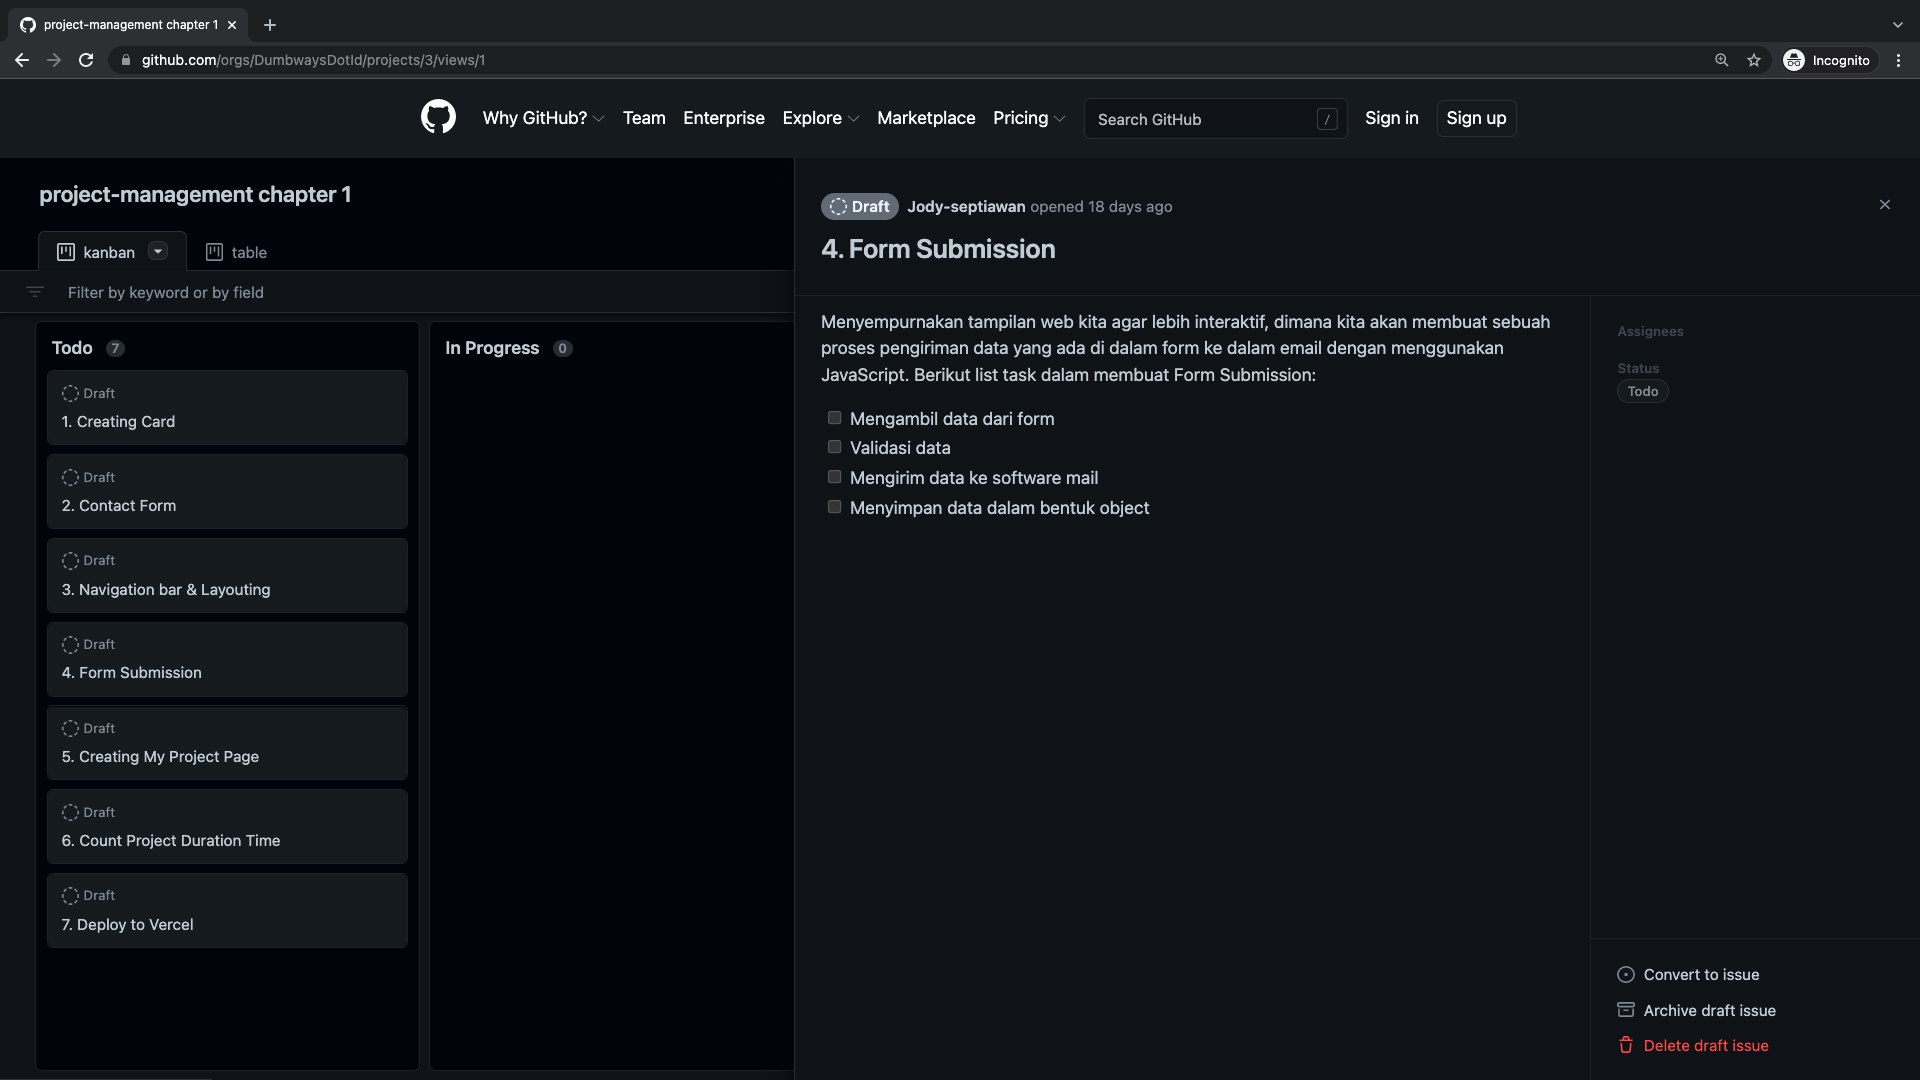 project-management chapter 1
github.com/orgs/DumbwaysDotId/projects/3/views/1
Incognito
Why GitHub?
Team
Enterprise
Explore
Marketplace
Pricing
Search GitHub
/
Sign in
Sign up
project-management chapter 1
kanban
table
Filter by keyword or by field
Todo 7
Draft
1. Creating Card
Draft
2. Contact Form
Draft
3. Navigation bar & Layouting
Draft
4. Form Submission
Draft
5. Creating My Project Page
Draft
6. Count Project Duration Time
Draft
7. Deploy to Vercel
In Progress 0
Draft Jody-septiawan opened 18 days ago
4. Form Submission
Menyempurnakan tampilan web kita agar lebih interaktif, dimana kita akan membuat sebuah
proses pengiriman data yang ada di dalam form ke dalam email dengan menggunakan
JavaScript. Berikut list task dalam membuat Form Submission:
Mengambil data dari form
Validasi data
Mengirim data ke software mail
Menyimpan data dalam bentuk object
Assignees
Status
Todo
Convert to issue
Archive draft issue
Delete draft issue